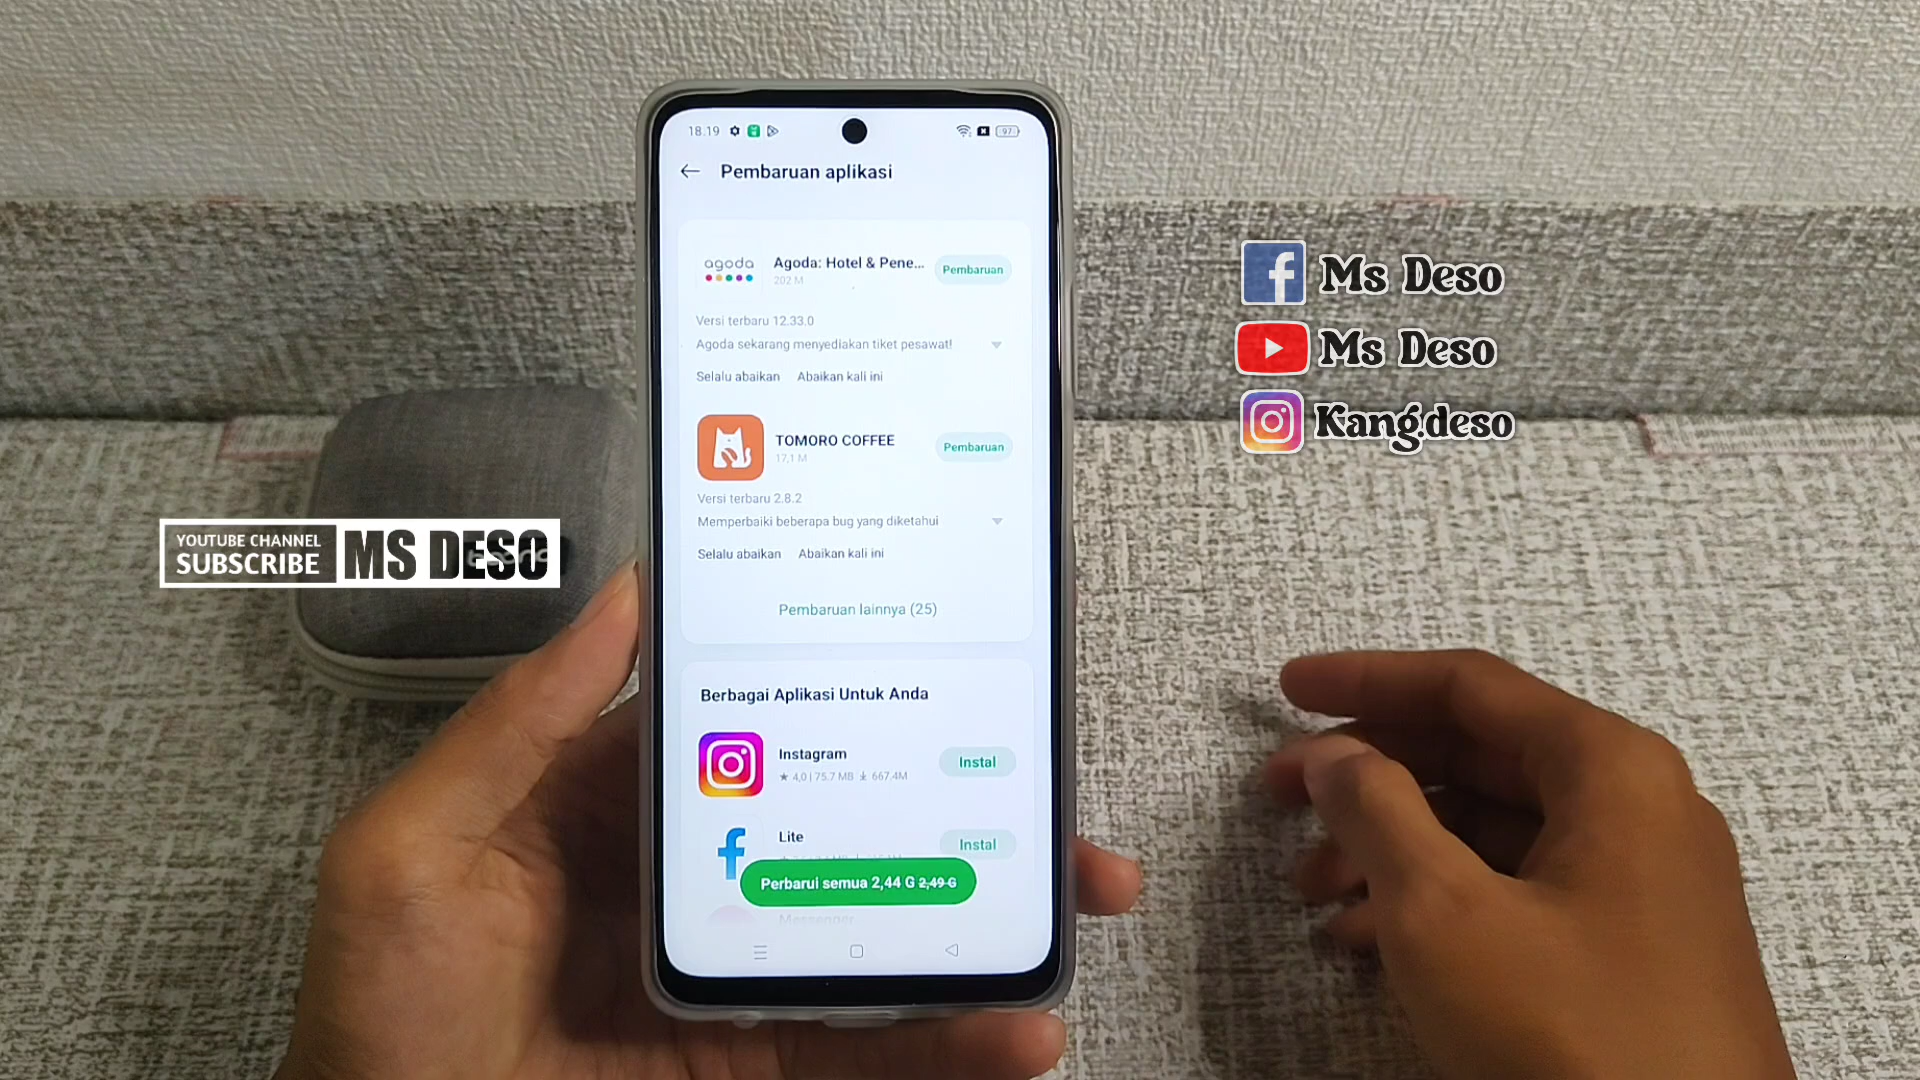 18.19
97
Pembaruan aplikasi
agoda
Agoda: Hotel & Pene...
Pembaruan
202 M
Versi terbaru 12.33.0
Agoda sekarang menyediakan tiket pesawat!
Selalu abaikan Abaikan kali ini
TOMORO COFFEE
Pembaruan
17,1 M
Versi terbaru 2.8.2
Memperbaiki beberapa bug yang diketahui
Selalu abaikan Abaikan kali ini
Pembaruan lainnya (25)
Berbagai Aplikasi Untuk Anda
Instagram
Instal
★ 4,0 | 75.7 MB 667.4M
Lite
Instal
Perbarui semua 2,44 G 2,49 G
Messenger
YOUTUBE CHANNEL
SUBSCRIBE
MS DESO
Ms Deso
Ms Deso
Kang.deso